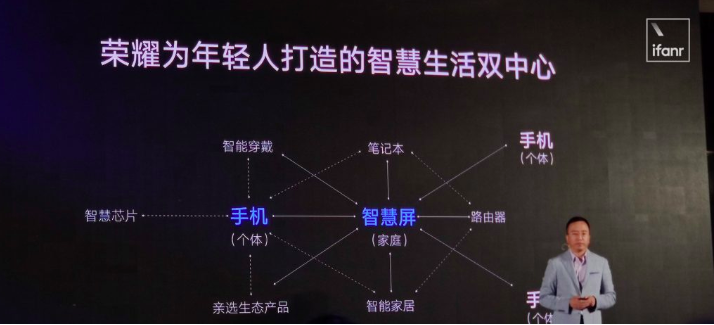 荣耀为年轻人打造的智慧生活双中心
ifanr
智能穿戴
笔记本
手机
(个体)
智慧芯片
手机
(个体)
智慧屏
(家庭)
路由器
亲选生态产品
智能家居
手
(个体